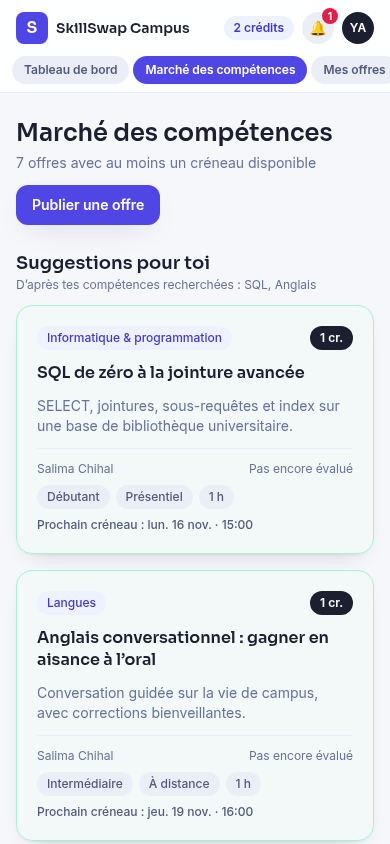 S SkillSwap Campus 2 crédits 🔔 1 YA
Tableau de bord Marché des compétences Mes offres
Marché des compétences
7 offres avec au moins un créneau disponible
Publier une offre
Suggestions pour toi
D’après tes compétences recherchées : SQL, Anglais
Informatique & programmation 1 cr.
SQL de zéro à la jointure avancée
SELECT, jointures, sous-requêtes et index sur
une base de bibliothèque universitaire.
Salima Chihal Pas encore évalué
Débutant Présentiel 1 h
Prochain créneau : lun. 16 nov. · 15:00
Langues 1 cr.
Anglais conversationnel : gagner en
aisance à l’oral
Conversation guidée sur la vie de campus,
avec corrections bienveillantes.
Salima Chihal Pas encore évalué
Intermédiaire À distance 1 h
Prochain créneau : jeu. 19 nov. · 16:00